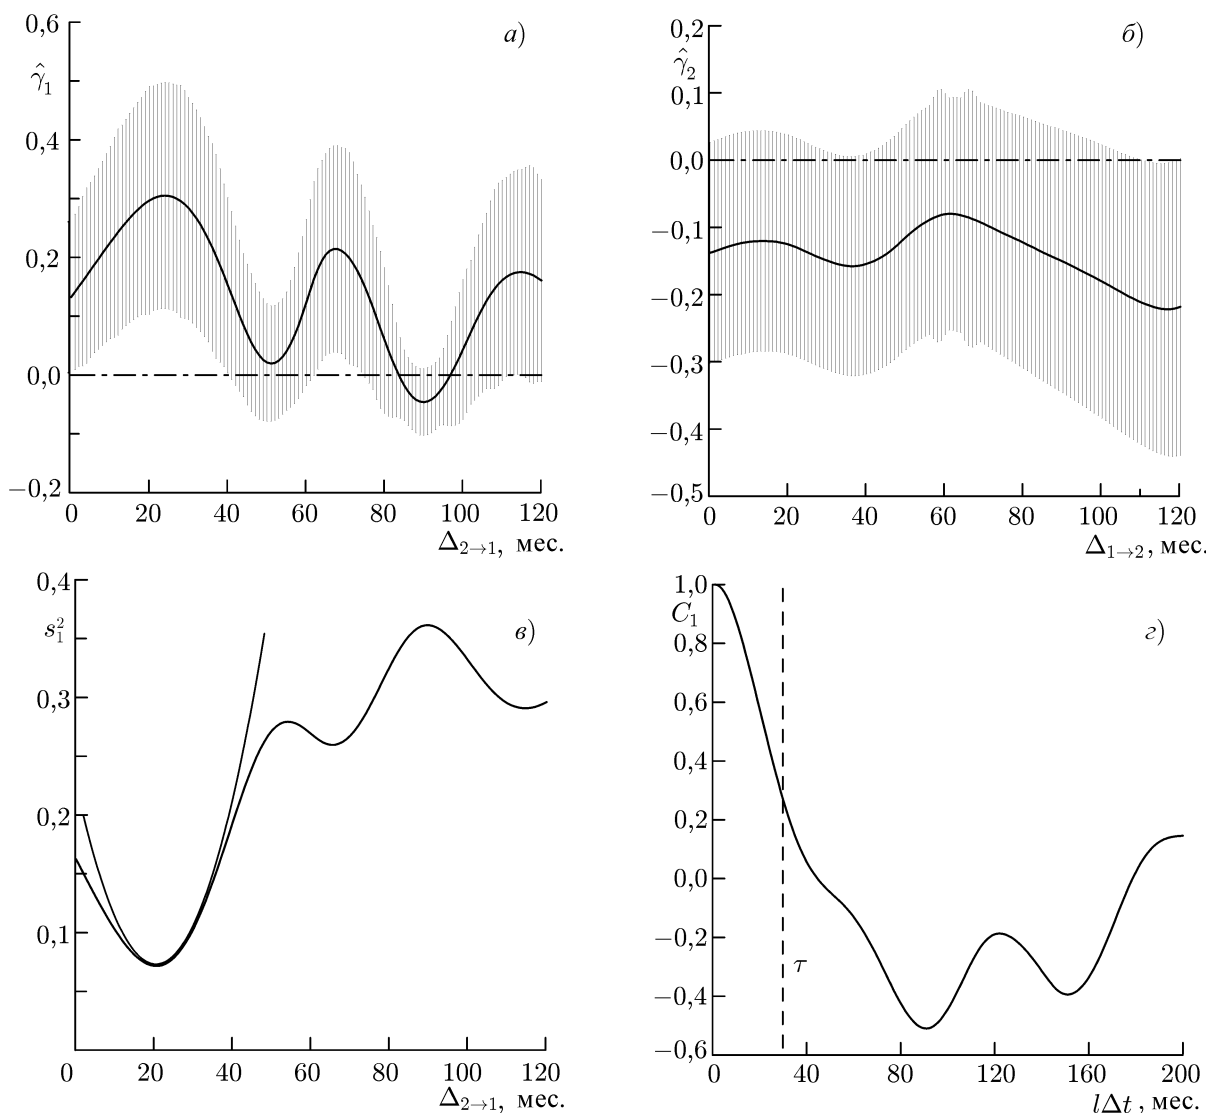 а)
0,6
γ̂₁
0,4
0,2
0,0
−0,2
0 20 40 60 80 100 120
Δ₂→₁, мес.
б)
0,2
γ̂₂
0,1
0,0
−0,1
−0,2
−0,3
−0,4
−0,5
0 20 40 60 80 100 120
Δ₁→₂, мес.
в)
0,4
s₁²
0,3
0,2
0,1
0 20 40 60 80 100 120
Δ₂→₁, мес.
г)
1,0
C₁
0,8
0,6
0,4
0,2
0,0
−0,2
τ
−0,4
−0,6
0 40 80 120 160 200
lΔt, мес.